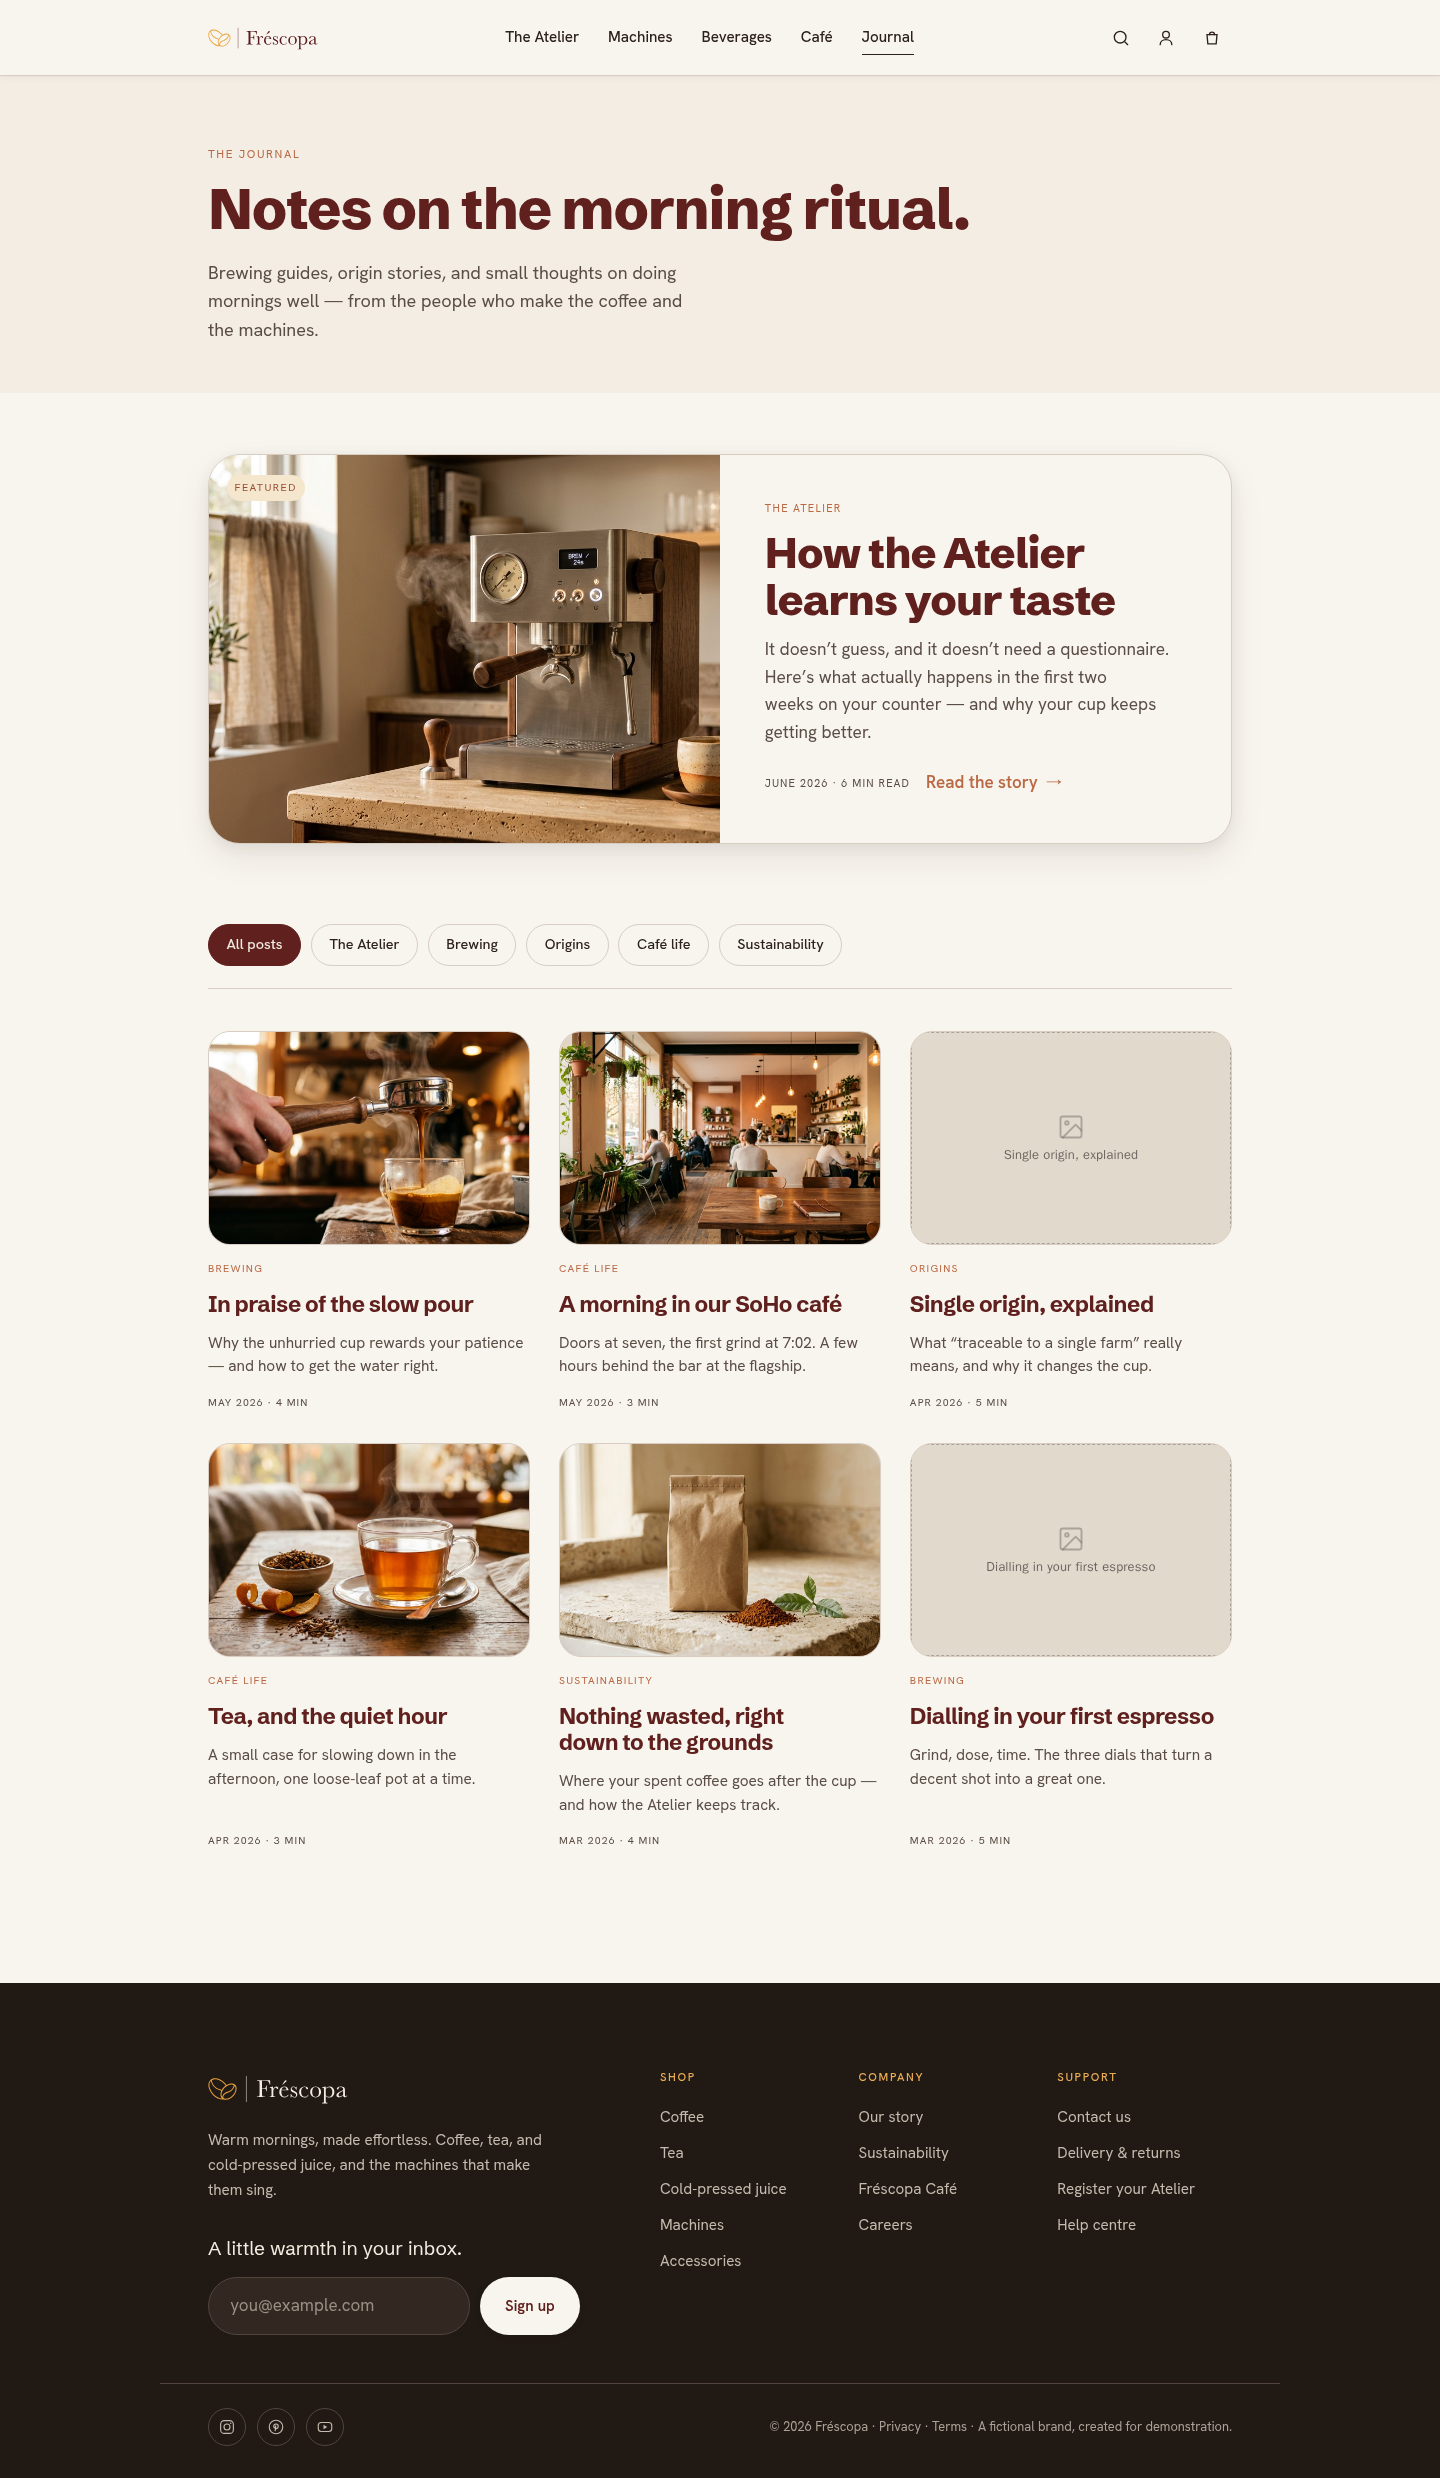 Fréscopa
The Atelier
Machines
Beverages
Café
Journal
THE JOURNAL
Notes on the morning ritual.
Brewing guides, origin stories, and small thoughts on doing
mornings well — from the people who make the coffee and
the machines.
FEATURED
BREW /
24s
THE ATELIER
How the Atelier
learns your taste
It doesn’t guess, and it doesn’t need a questionnaire.
Here’s what actually happens in the first two
weeks on your counter — and why your cup keeps
getting better.
JUNE 2026 · 6 MIN READ
Read the story →
All posts
The Atelier
Brewing
Origins
Café life
Sustainability
BREWING
In praise of the slow pour
Why the unhurried cup rewards your patience
— and how to get the water right.
MAY 2026 · 4 MIN
CAFÉ LIFE
A morning in our SoHo café
Doors at seven, the first grind at 7:02. A few
hours behind the bar at the flagship.
MAY 2026 · 3 MIN
Single origin, explained
ORIGINS
Single origin, explained
What “traceable to a single farm” really
means, and why it changes the cup.
APR 2026 · 5 MIN
CAFÉ LIFE
Tea, and the quiet hour
A small case for slowing down in the
afternoon, one loose-leaf pot at a time.
APR 2026 · 3 MIN
SUSTAINABILITY
Nothing wasted, right
down to the grounds
Where your spent coffee goes after the cup —
and how the Atelier keeps track.
MAR 2026 · 4 MIN
Dialling in your first espresso
BREWING
Dialling in your first espresso
Grind, dose, time. The three dials that turn a
decent shot into a great one.
MAR 2026 · 5 MIN
Fréscopa
Warm mornings, made effortless. Coffee, tea, and
cold-pressed juice, and the machines that make
them sing.
A little warmth in your inbox.
you@example.com
Sign up
SHOP
Coffee
Tea
Cold-pressed juice
Machines
Accessories
COMPANY
Our story
Sustainability
Fréscopa Café
Careers
SUPPORT
Contact us
Delivery & returns
Register your Atelier
Help centre
© 2026 Fréscopa · Privacy · Terms · A fictional brand, created for demonstration.